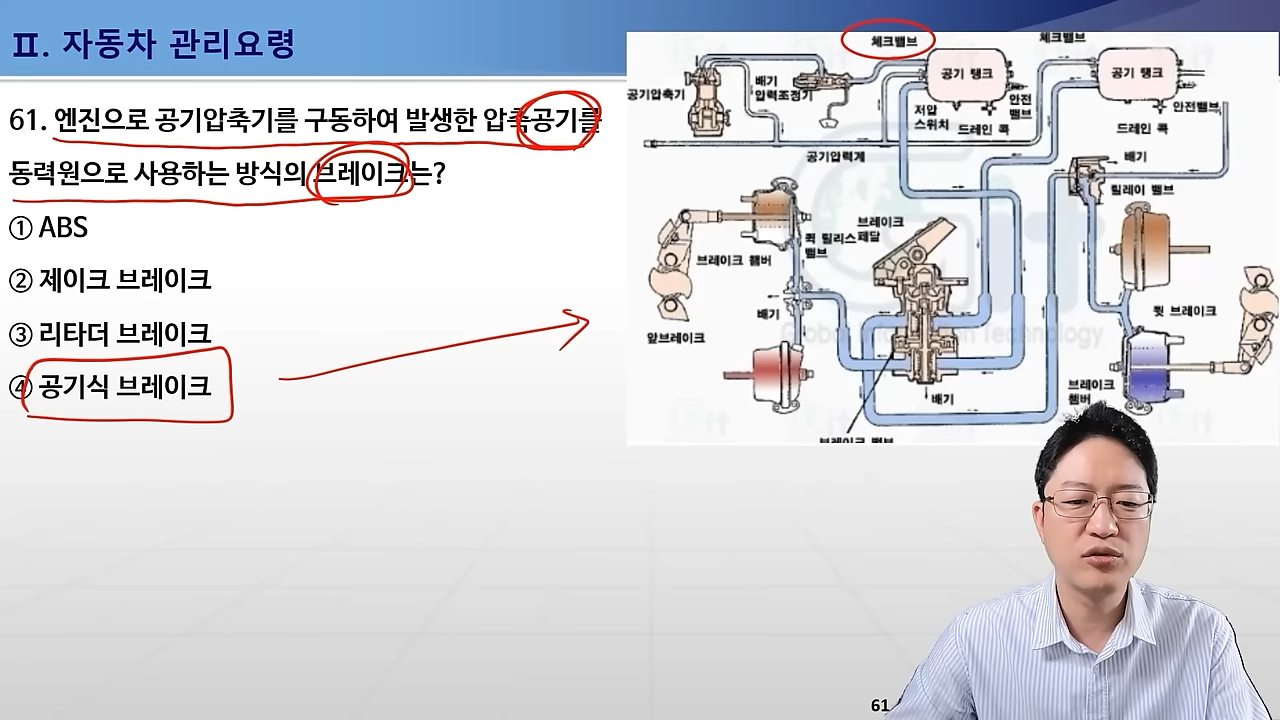 Ⅱ. 자동차 관리요령
61. 엔진으로 공기압축기를 구동하여 발생한 압축공기를
동력원으로 사용하는 방식의 브레이크는?
① ABS
② 제이크 브레이크
③ 리타더 브레이크
④ 공기식 브레이크
체크밸브
체크밸브
공기압축기
배기
압력조정기
공기 탱크
공기 탱크
저압
스위치
안전
밸브
드레인 콕
안전밸브
드레인 콕
공기압력계
배기
릴레이 밸브
브레이크
페달
퀵 릴리스
밸브
브레이크 챔버
배기
앞브레이크
뒷 브레이크
브레이크
챔버
배기
Global Information Technology
61